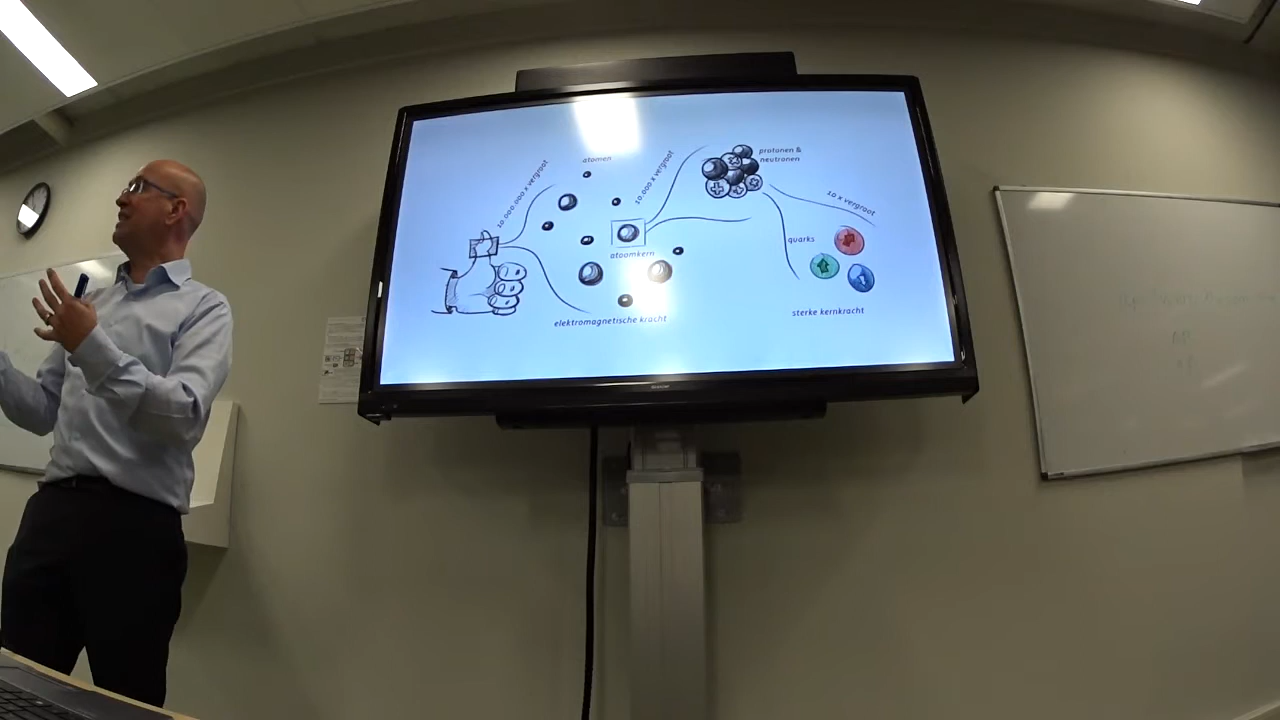 10.000.000 x vergroot
atomen
10.000 x vergroot
atoomkern
elektromagnetische kracht
protonen &
neutronen
10 x vergroot
quarks
sterke kernkracht